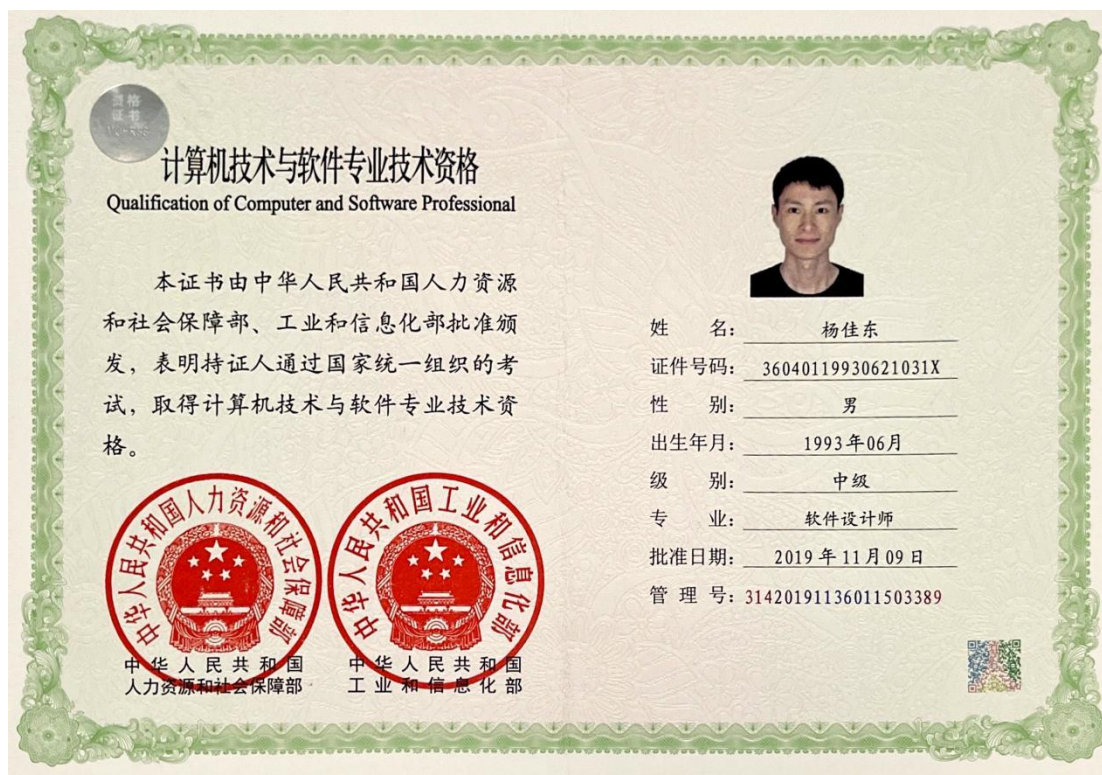 资格
证书
计算机技术与软件专业技术资格
Qualification of Computer and Software Professional
本证书由中华人民共和国人力资源
和社会保障部、工业和信息化部批准颁
发，表明持证人通过国家统一组织的考
试，取得计算机技术与软件专业技术资
格。
中华人民共和国人力资源和社会保障部
中华人民共和国工业和信息化部
中华人民共和国
人力资源和社会保障部
中华人民共和国
工业和信息化部
姓 名： 杨佳东
证件号码： 36040119930621031X
性 别： 男
出生年月： 1993年06月
级 别： 中级
专 业： 软件设计师
批准日期： 2019年11月09日
管 理 号： 31420191136011503389